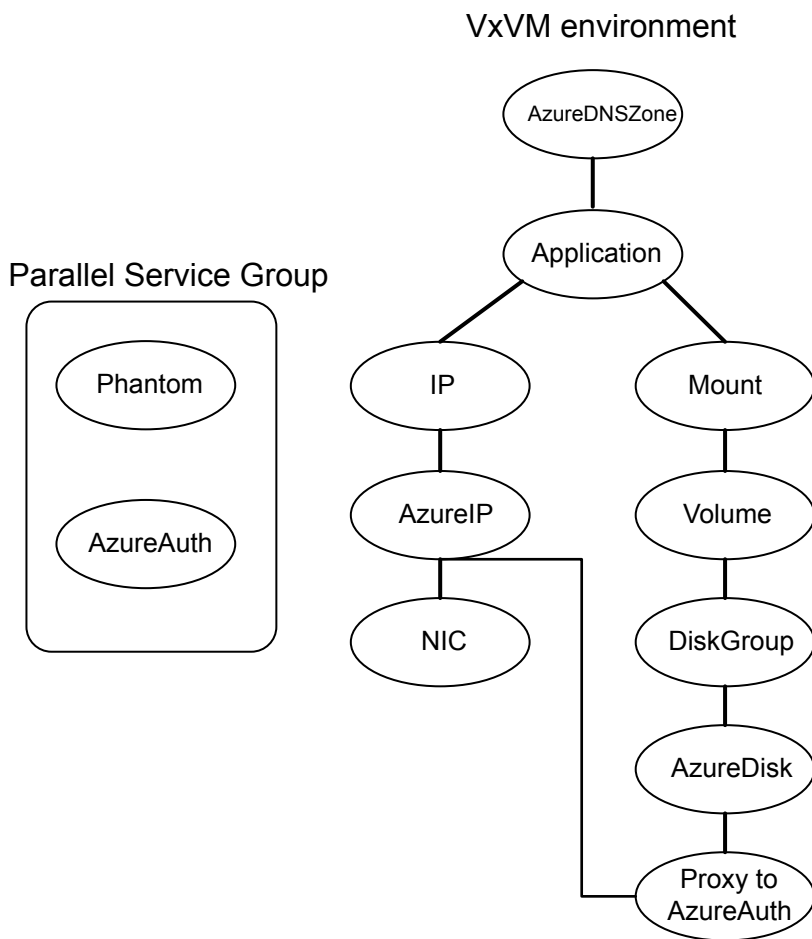 VxVM environment
AzureDNSZone
Application
Parallel Service Group
Phantom
IP
Mount
AzureAuth
AzureIP
Volume
NIC
DiskGroup
AzureDisk
Proxy to
AzureAuth